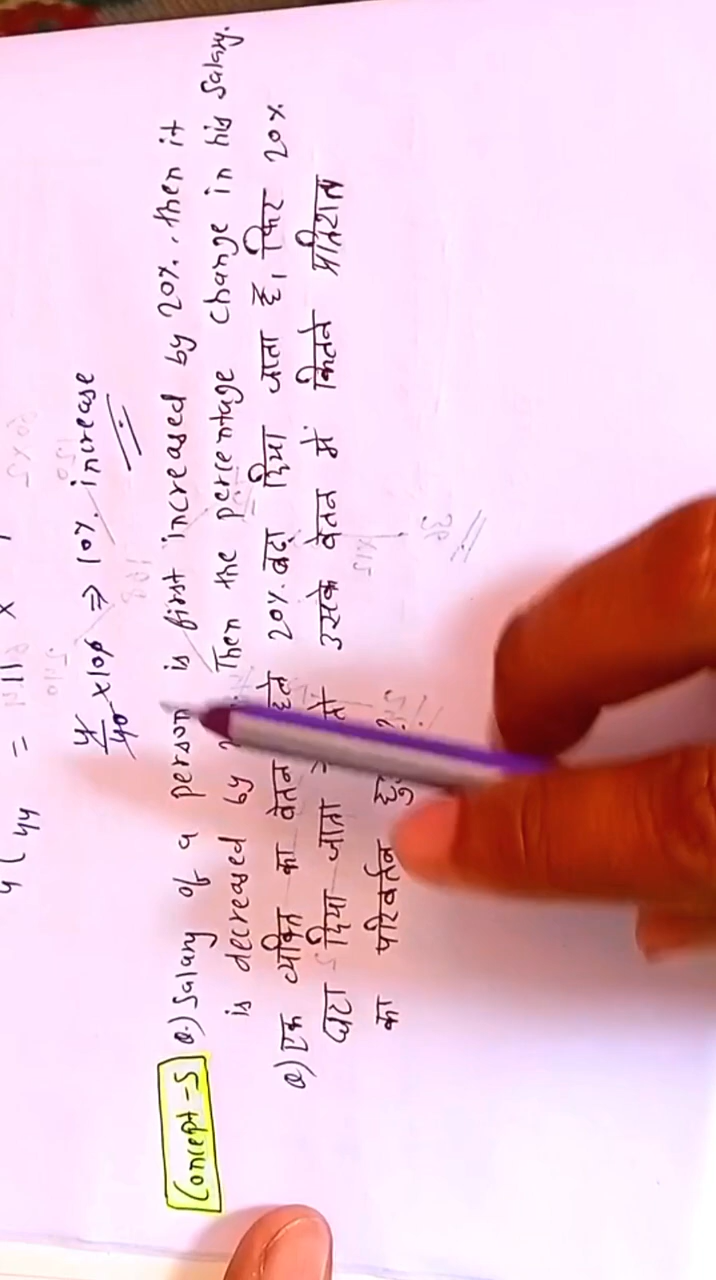 4 ( 44 = 11 x
4/40 x100 ⇒ 10%. increase
Concept - 5
Q.) Salary of a person is first increased by 20%. then it
is decreased by Then the percentage change in his salary.
Q) एक व्यक्ति का वेतन 20%. बढ़ा दिया जाता है, फिर 20%
घटा दिया जाता तो उसके वेतन में कितने प्रतिशत
का परिवर्तन ?